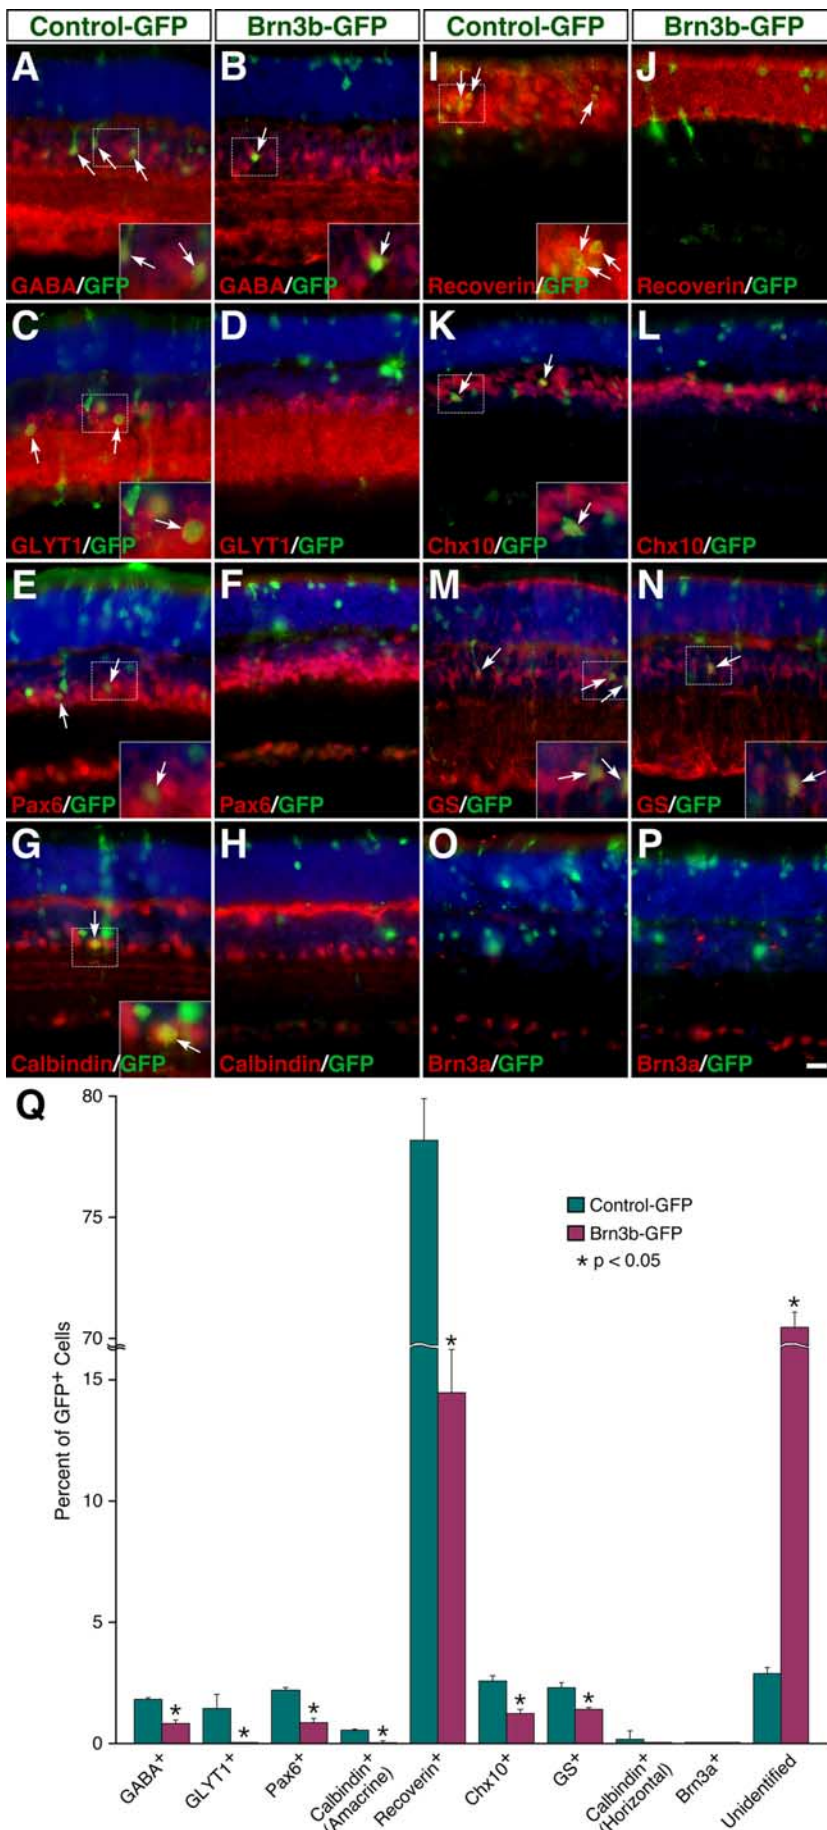 Control-GFP Brn3b-GFP Control-GFP Brn3b-GFP
A B I J
GABA/GFP GABA/GFP Recoverin/GFP Recoverin/GFP
C D K L
GLYT1/GFP GLYT1/GFP Chx10/GFP Chx10/GFP
E F M N
Pax6/GFP Pax6/GFP GS/GFP GS/GFP
G H O P
Calbindin/GFP Calbindin/GFP Brn3a/GFP Brn3a/GFP
Q
80
75
70
15
10
5
0
Percent of GFP⁺ Cells
Control-GFP
Brn3b-GFP
* p < 0.05
* * * * * * * *
GABA⁺
GLYT1⁺
Pax6⁺
Calbindin⁺
(Amacrine)
Recoverin⁺
Chx10⁺
GS⁺
Calbindin⁺
(Horizontal)
Brn3a⁺
Unidentified